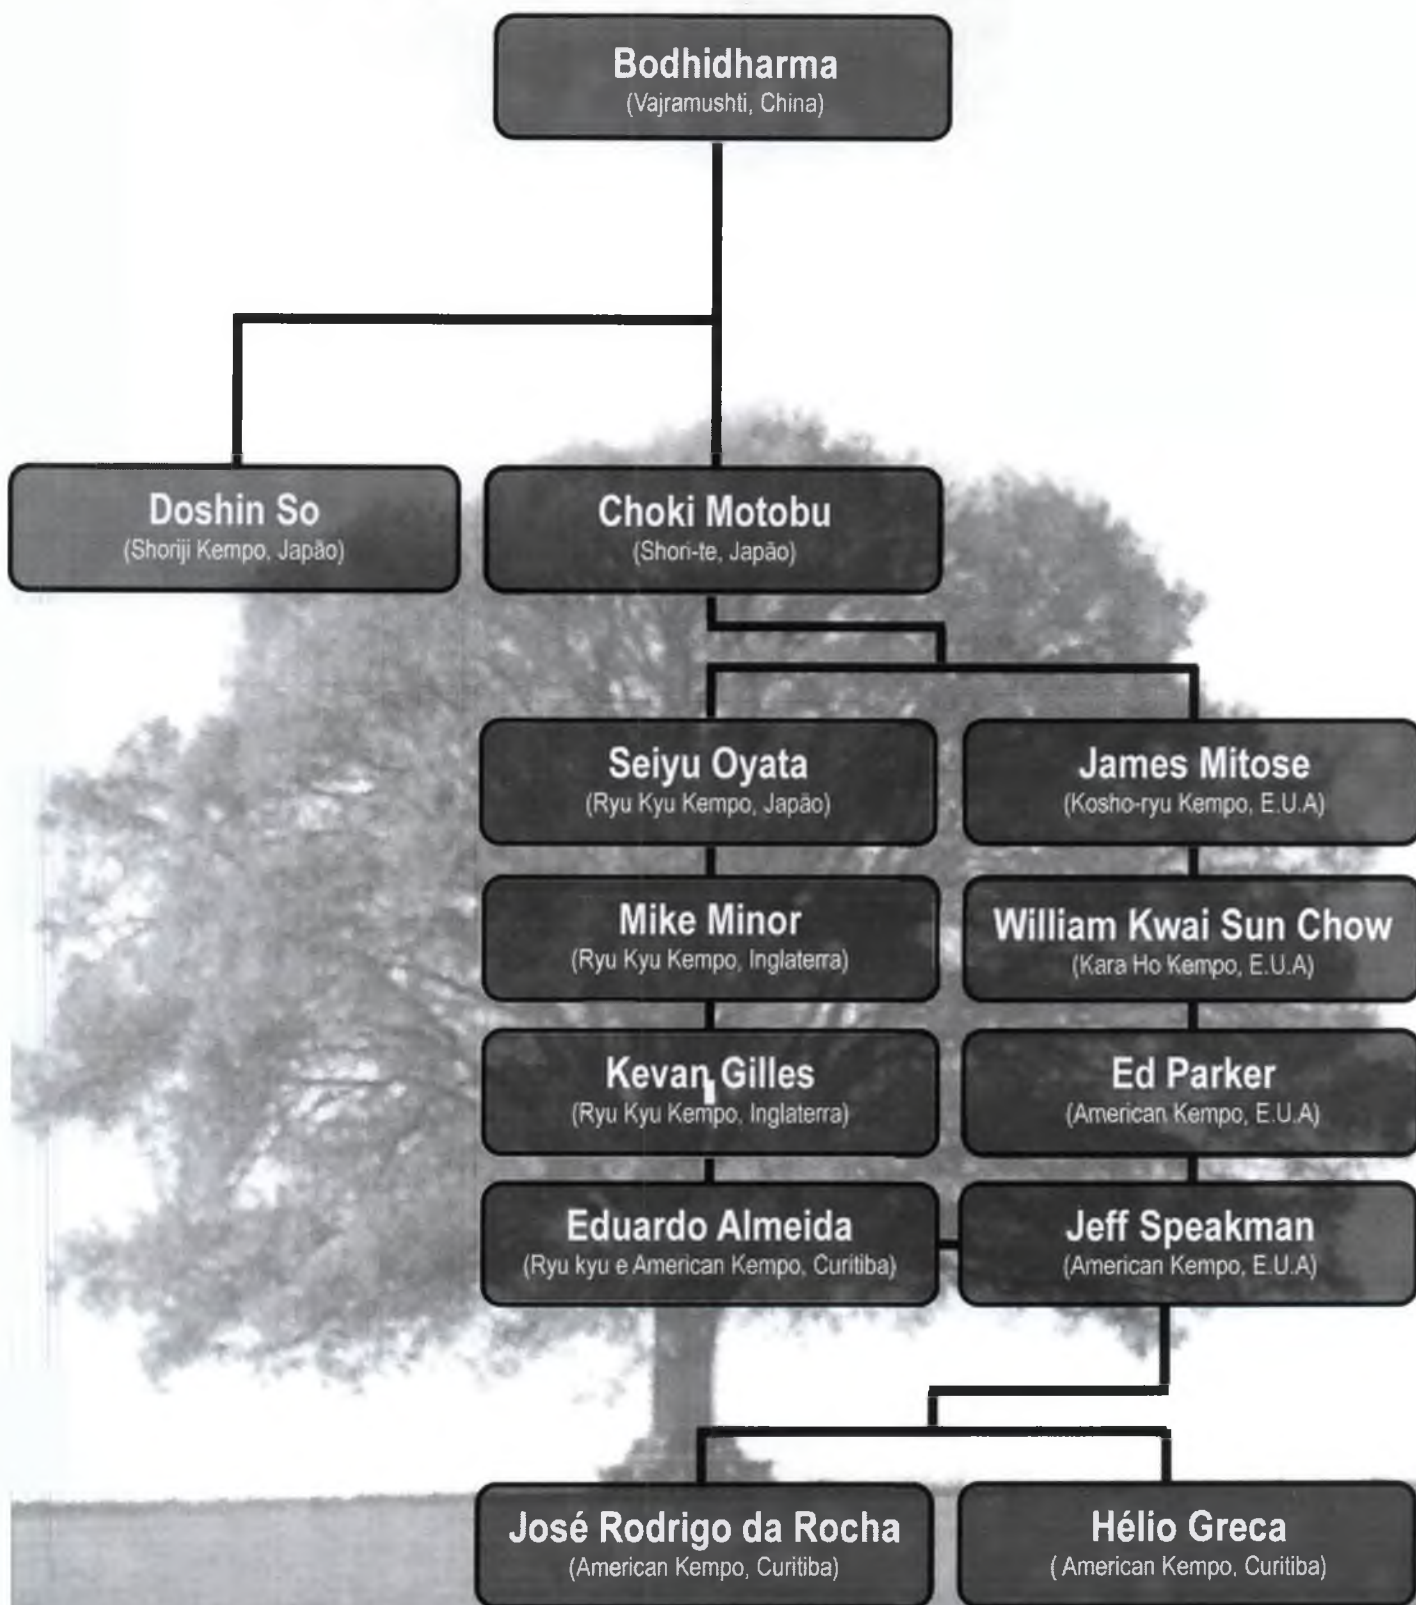 Bodhidharma
(Vajramushti, China)
Doshin So
(Shoriji Kempo, Japão)
Choki Motobu
(Shori-te, Japão)
Seiyu Oyata
(Ryu Kyu Kempo, Japão)
James Mitose
(Kosho-ryu Kempo, E.U.A)
Mike Minor
(Ryu Kyu Kempo, Inglaterra)
William Kwai Sun Chow
(Kara Ho Kempo, E.U.A)
Kevan Gilles
(Ryu Kyu Kempo, Inglaterra)
Ed Parker
(American Kempo, E.U.A)
Eduardo Almeida
(Ryu kyu e American Kempo, Curitiba)
Jeff Speakman
(American Kempo, E.U.A)
José Rodrigo da Rocha
(American Kempo, Curitiba)
Hélio Greca
( American Kempo, Curitiba)